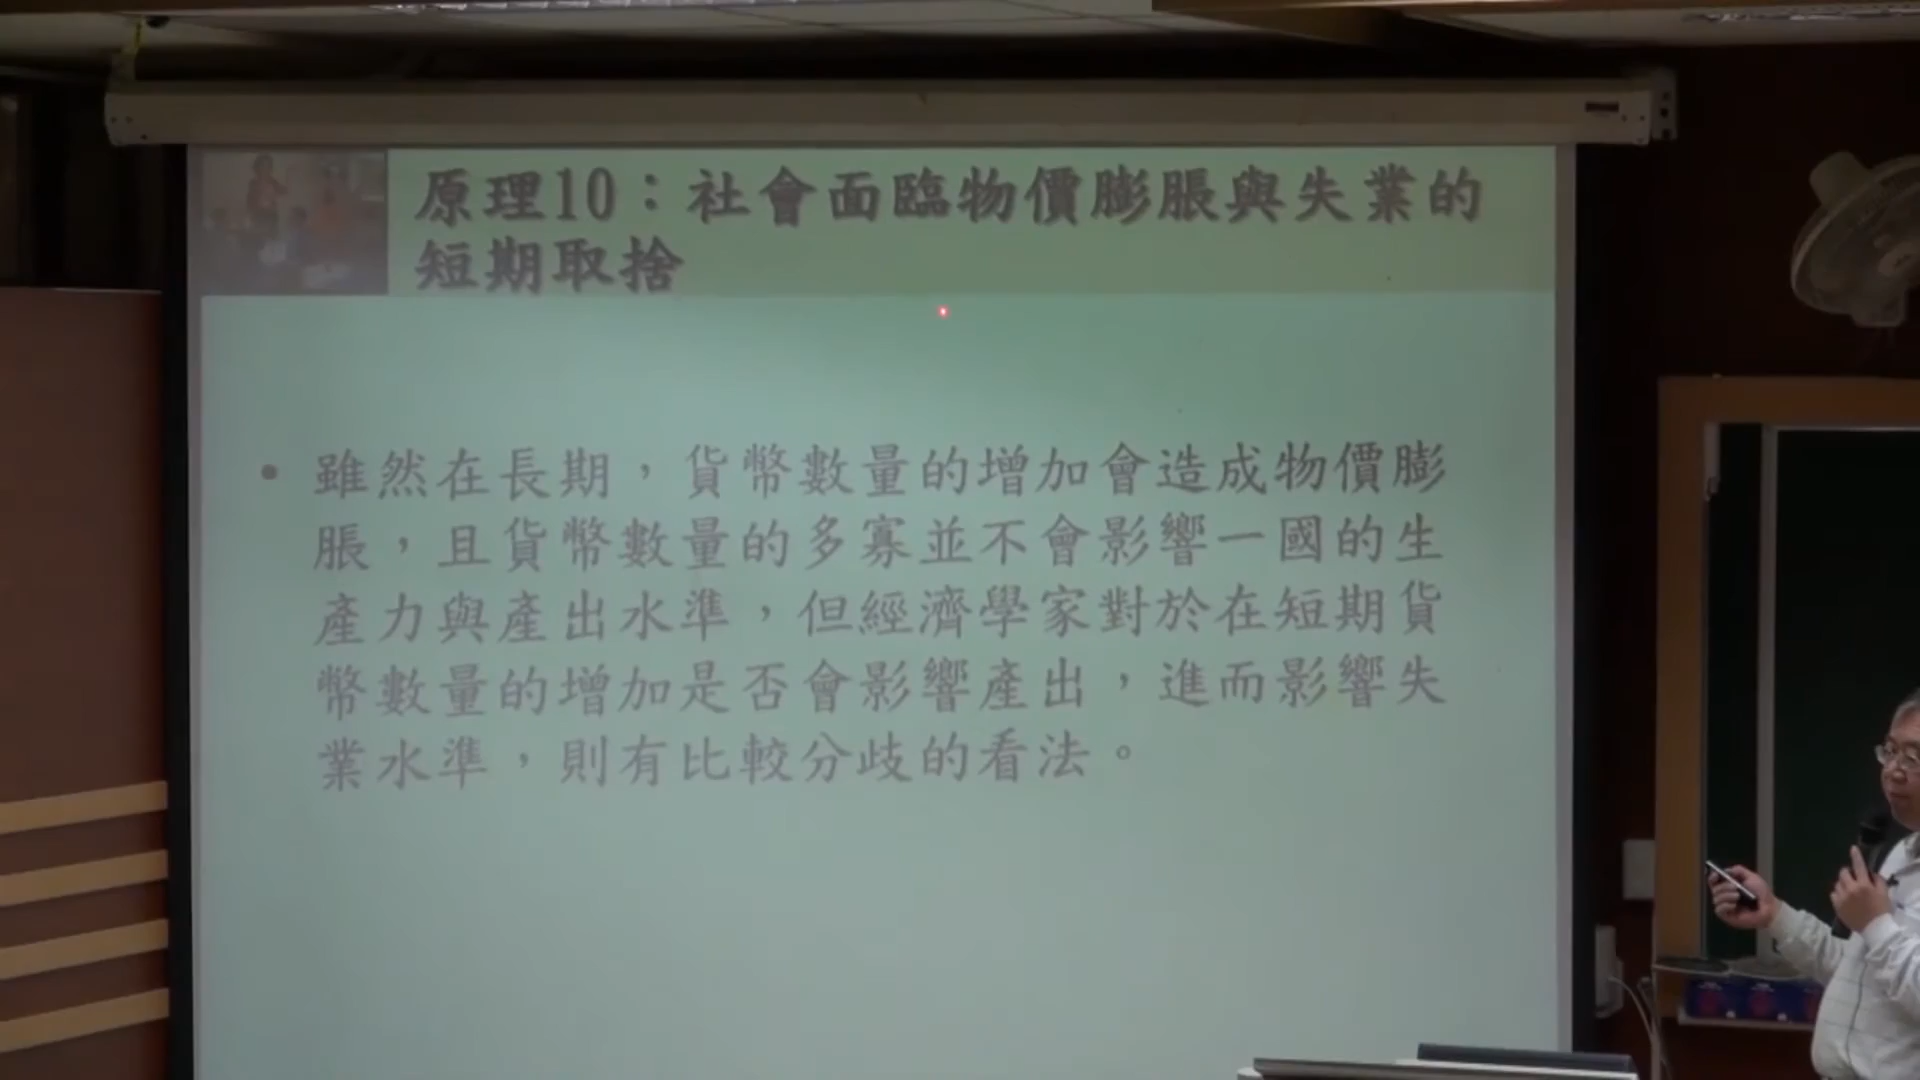 原理10：社會面臨物價膨脹與失業的
短期取捨
• 雖然在長期，貨幣數量的增加會造成物價膨
脹，且貨幣數量的多寡並不會影響一國的生
產力與產出水準，但經濟學家對於在短期貨
幣數量的增加是否會影響產出，進而影響失
業水準，則有比較分歧的看法。